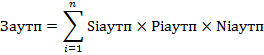 Заутп = ∑_{i=1}^{n} Siаутп × Piаутп × Niаутп